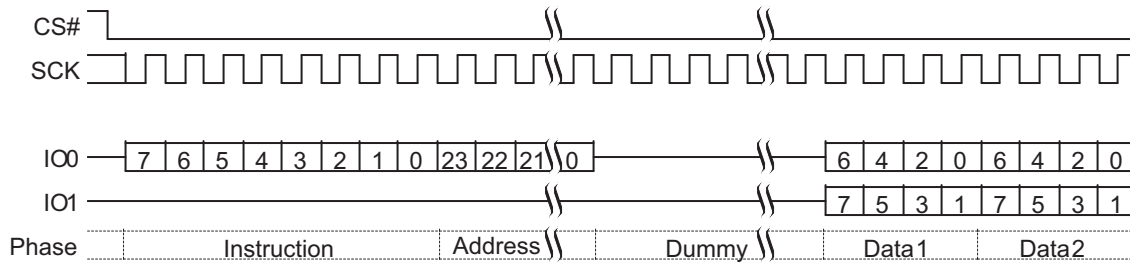 CS#
SCK
IO0 7 6 5 4 3 2 1 0 23 22 21 0 6 4 2 0 6 4 2 0
IO1 7 5 3 1 7 5 3 1
Phase Instruction Address Dummy Data1 Data2